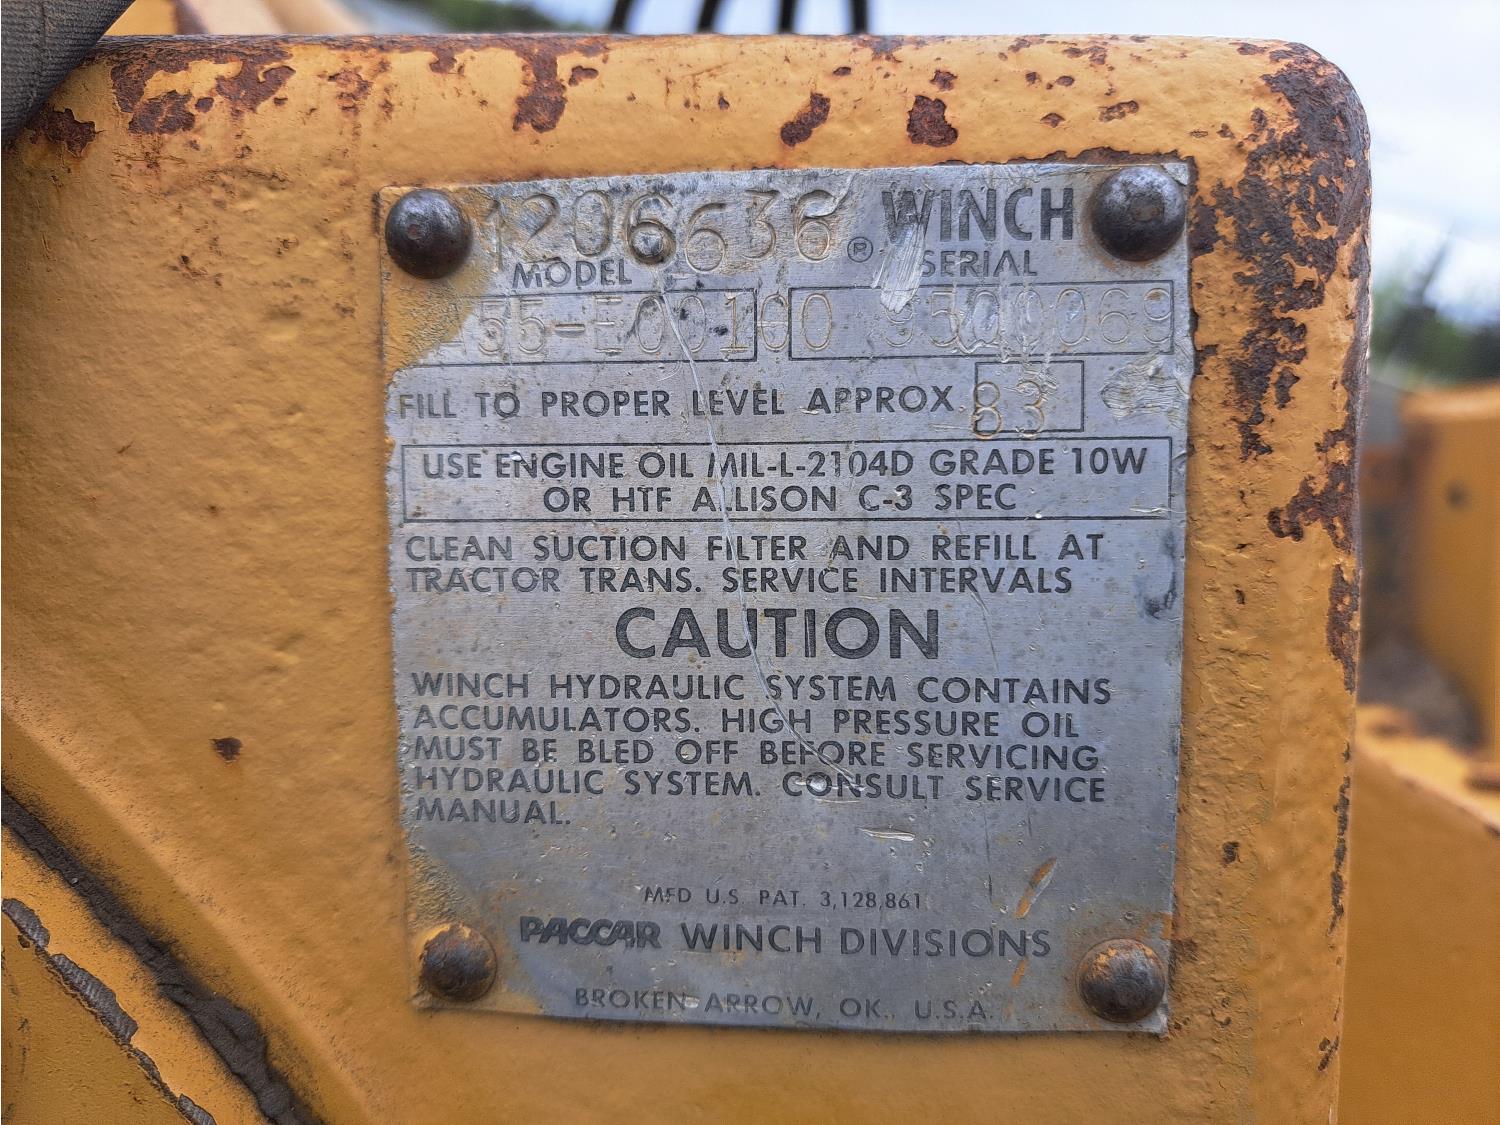 1206636 ® WINCH
MODEL SERIAL
55-E00100 9500069
FILL TO PROPER LEVEL APPROX 83
USE ENGINE OIL MIL-L-2104D GRADE 10W
OR HTF ALLISON C-3 SPEC
CLEAN SUCTION FILTER AND REFILL AT
TRACTOR TRANS. SERVICE INTERVALS
CAUTION
WINCH HYDRAULIC SYSTEM CONTAINS
ACCUMULATORS. HIGH PRESSURE OIL
MUST BE BLED OFF BEFORE SERVICING
HYDRAULIC SYSTEM. CONSULT SERVICE
MANUAL.
MFD U.S. PAT. 3,128,861
PACCAR WINCH DIVISIONS
BROKEN ARROW, OK. U.S.A.